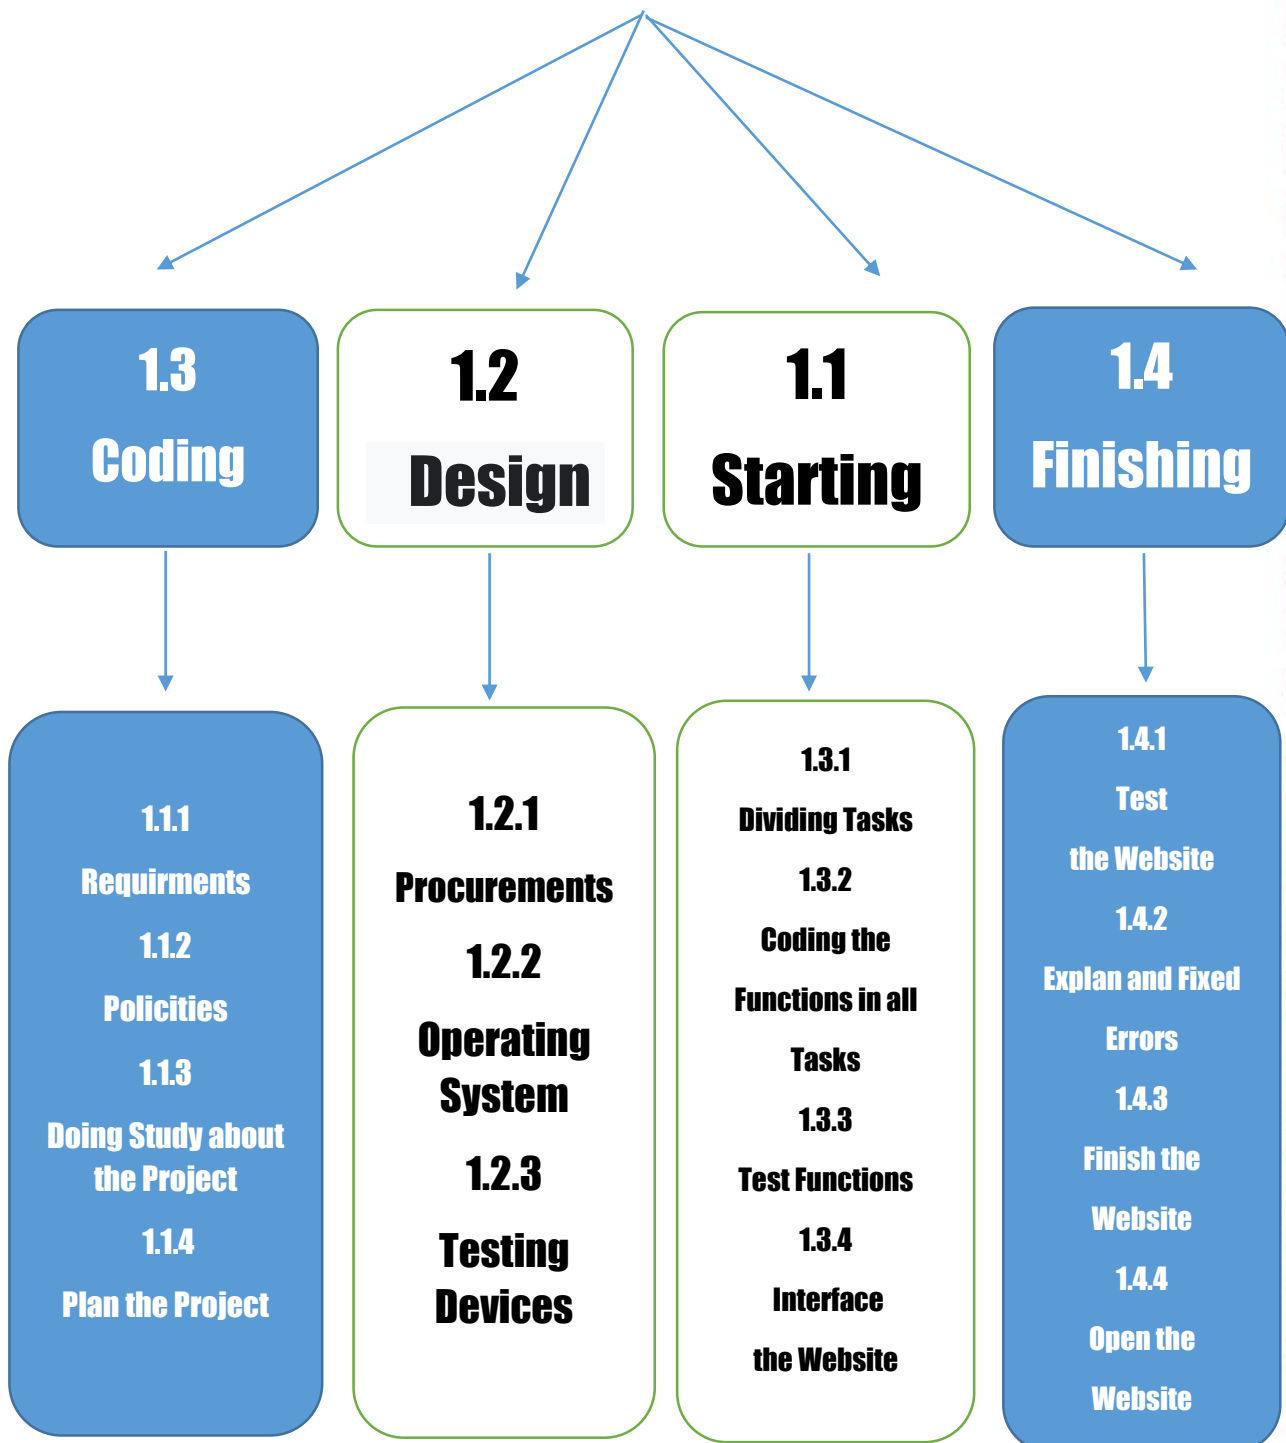 1.3
Coding
1.2
Design
1.1
Starting
1.4
Finishing
1.1.1
Requirments
1.1.2
Policities
1.1.3
Doing Study about
the Project
1.1.4
Plan the Project
1.2.1
Procurements
1.2.2
Operating
System
1.2.3
Testing
Devices
1.3.1
Dividing Tasks
1.3.2
Coding the
Functions in all
Tasks
1.3.3
Test Functions
1.3.4
Interface
the Website
1.4.1
Test
the Website
1.4.2
Explan and Fixed
Errors
1.4.3
Finish the
Website
1.4.4
Open the
Website